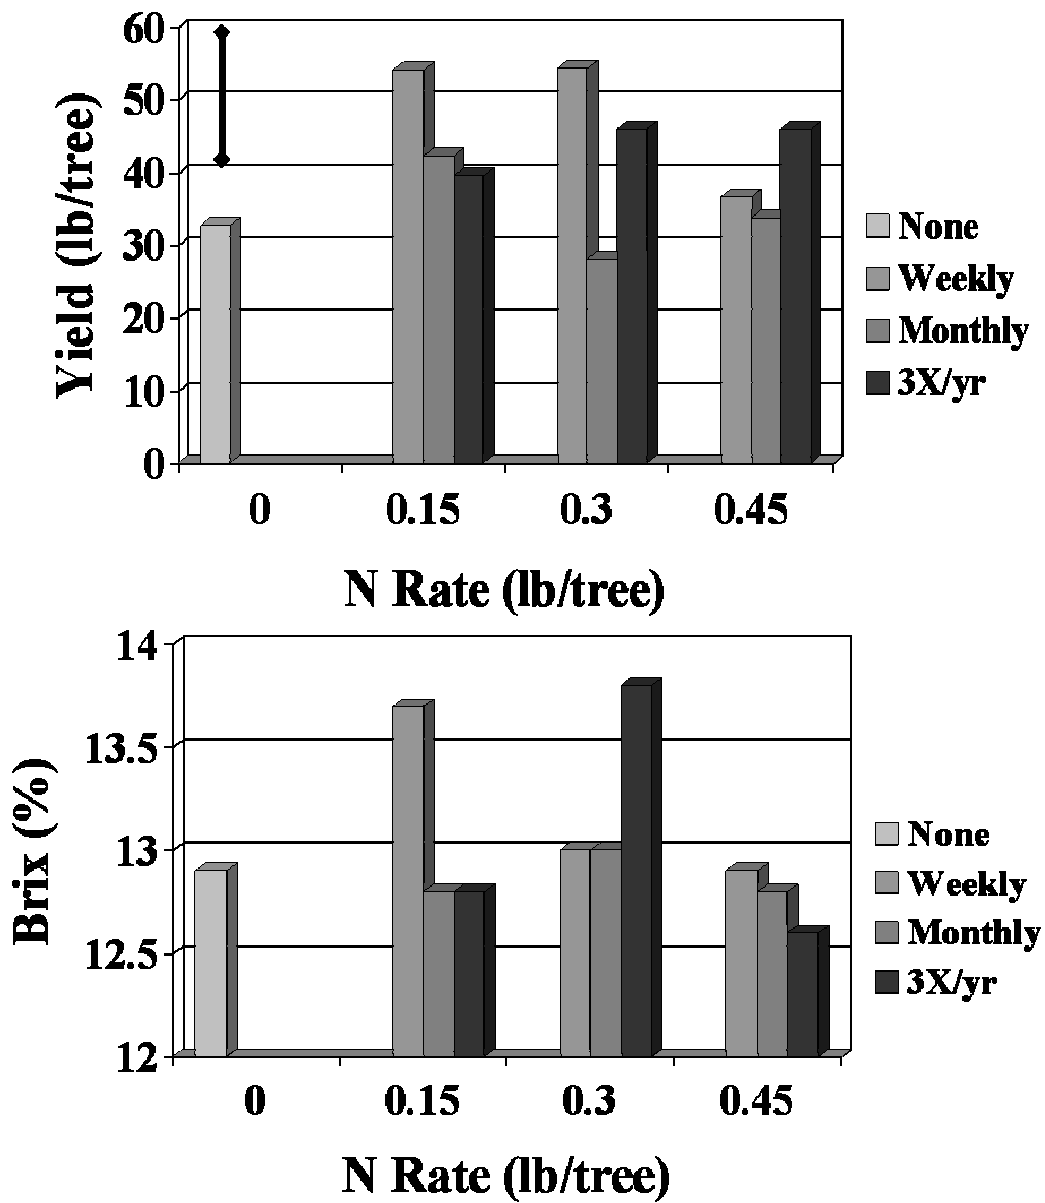 60
50
40
30
20
10
0
Yield (lb/tree)
None
Weekly
Monthly
3X/yr
0 0.15 0.3 0.45
N Rate (lb/tree)
14
13.5
13
12.5
12
Brix (%)
None
Weekly
Monthly
3X/yr
0 0.15 0.3 0.45
N Rate (lb/tree)